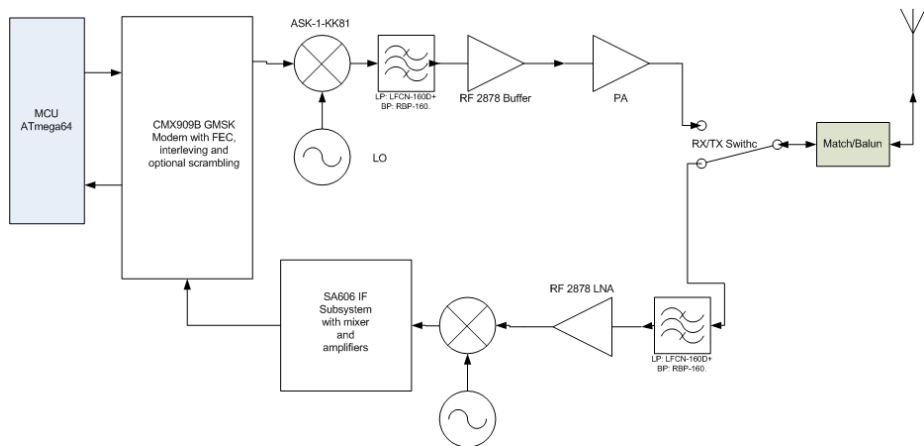 ASK-1-KK81
MCU
ATmega64
CMX909B GMSK
Modem with FEC,
interleving and
optional scrambling
LP: LFCN-160D+
BP: RBP-160.
RF 2878 Buffer
PA
LO
RX/TX Swithc
Match/Balun
SA606 IF
Subsystem
with mixer
and
amplifiers
RF 2878 LNA
LP: LFCN-160D+
BP: RBP-160.